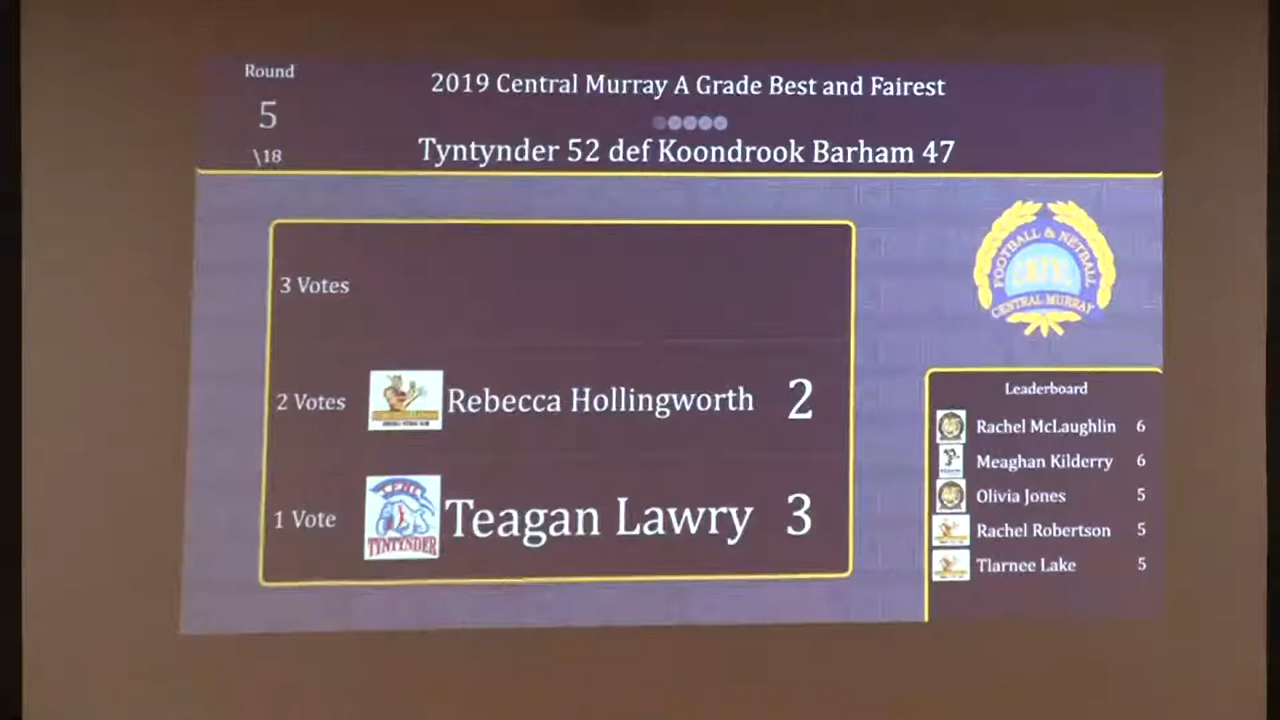 Round
5
\18
2019 Central Murray A Grade Best and Fairest
Tyntynder 52 def Koondrook Barham 47
FOOTBALL & NETBALL
CENTRAL MURRAY
3 Votes
2 Votes
Rebecca Hollingworth 2
1 Vote
TYNTYNDER
Teagan Lawry 3
Leaderboard
Rachel McLaughlin 6
Meaghan Kilderry 6
Olivia Jones 5
Rachel Robertson 5
Tlarnee Lake 5